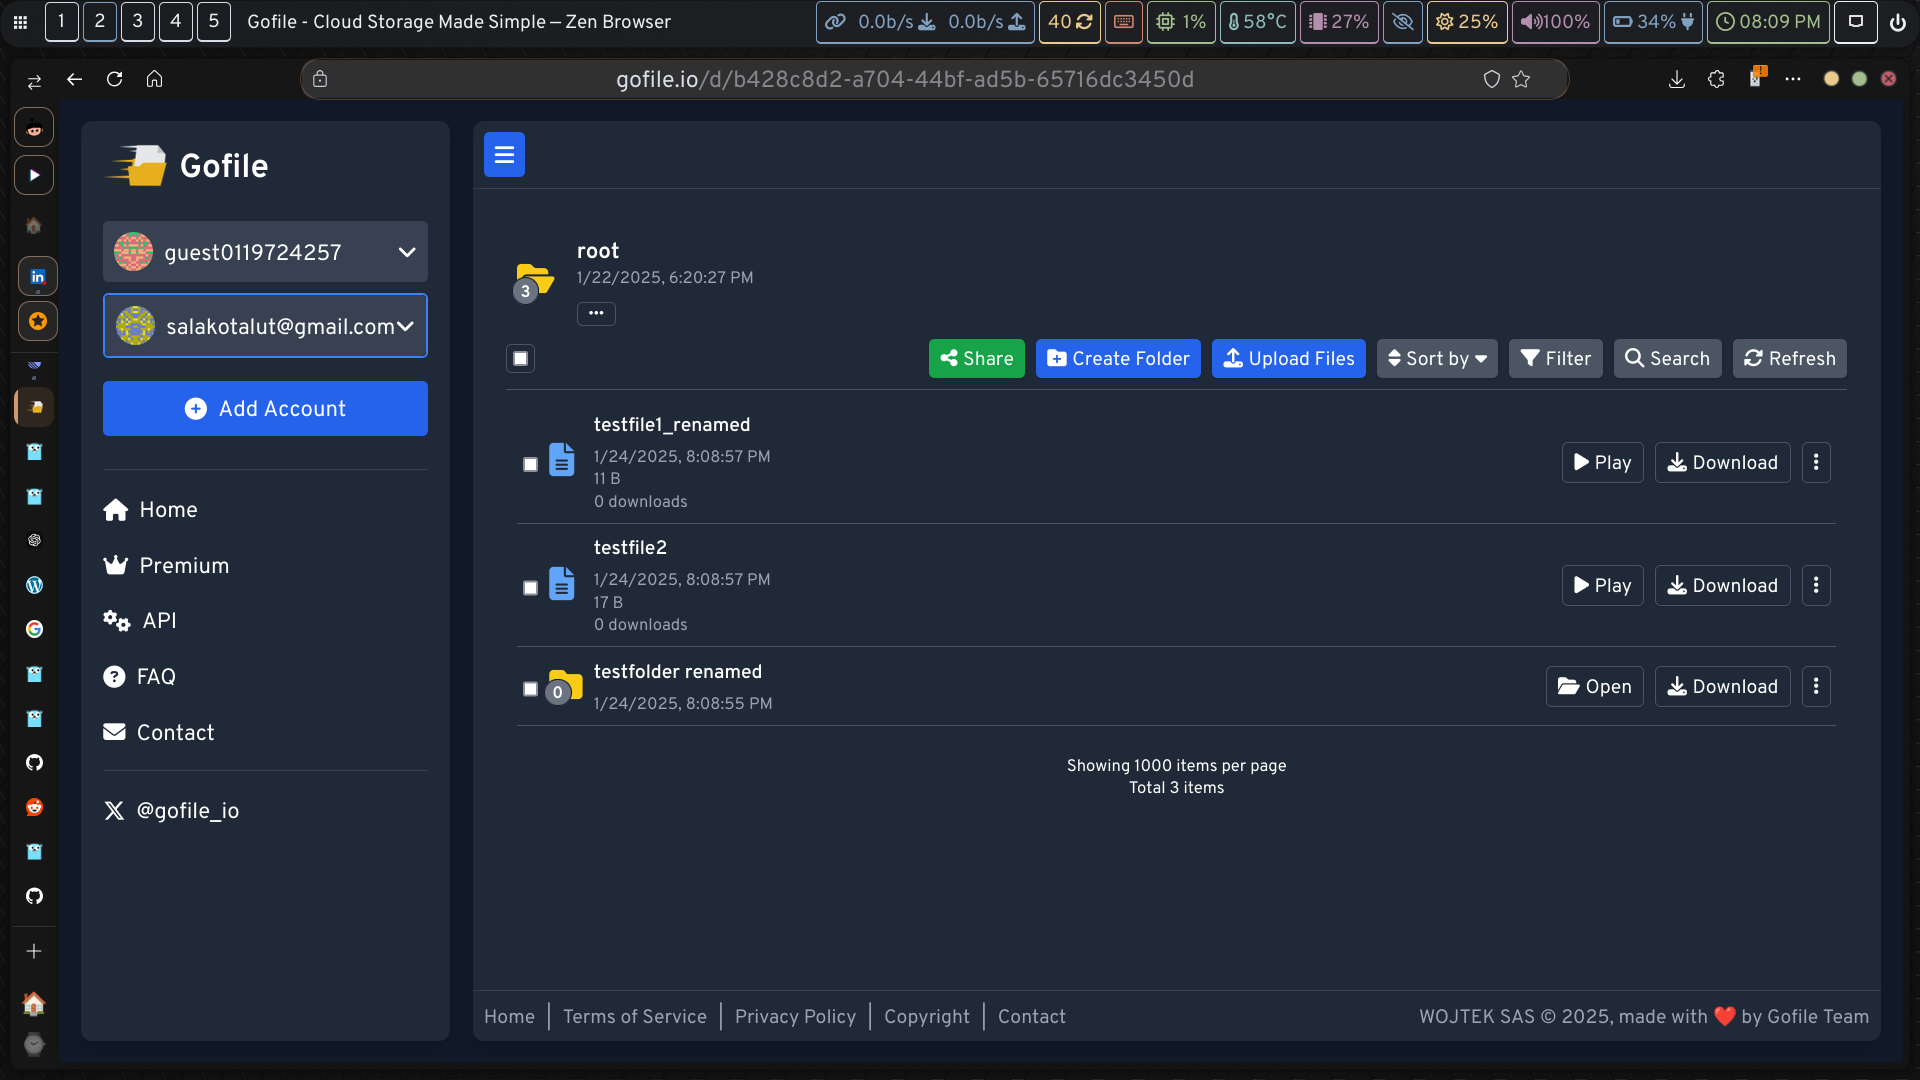 1 2 3 4 5 Gofile - Cloud Storage Made Simple — Zen Browser 0.0b/s 0.0b/s 40 1% 58°C 27% 25% 100% 34% 08:09 PM
gofile.io/d/b428c8d2-a704-44bf-ad5b-65716dc3450d
Gofile
guest0119724257
salakotalut@gmail.com
Add Account
Home
Premium
API
FAQ
Contact
@gofile_io
root
1/22/2025, 6:20:27 PM
3
Share Create Folder Upload Files Sort by Filter Search Refresh
testfile1_renamed
1/24/2025, 8:08:57 PM
11 B
0 downloads
Play Download
testfile2
1/24/2025, 8:08:57 PM
17 B
0 downloads
Play Download
testfolder renamed
0
1/24/2025, 8:08:55 PM
Open Download
Showing 1000 items per page
Total 3 items
Home Terms of Service Privacy Policy Copyright Contact
WOJTEK SAS © 2025, made with ❤️ by Gofile Team